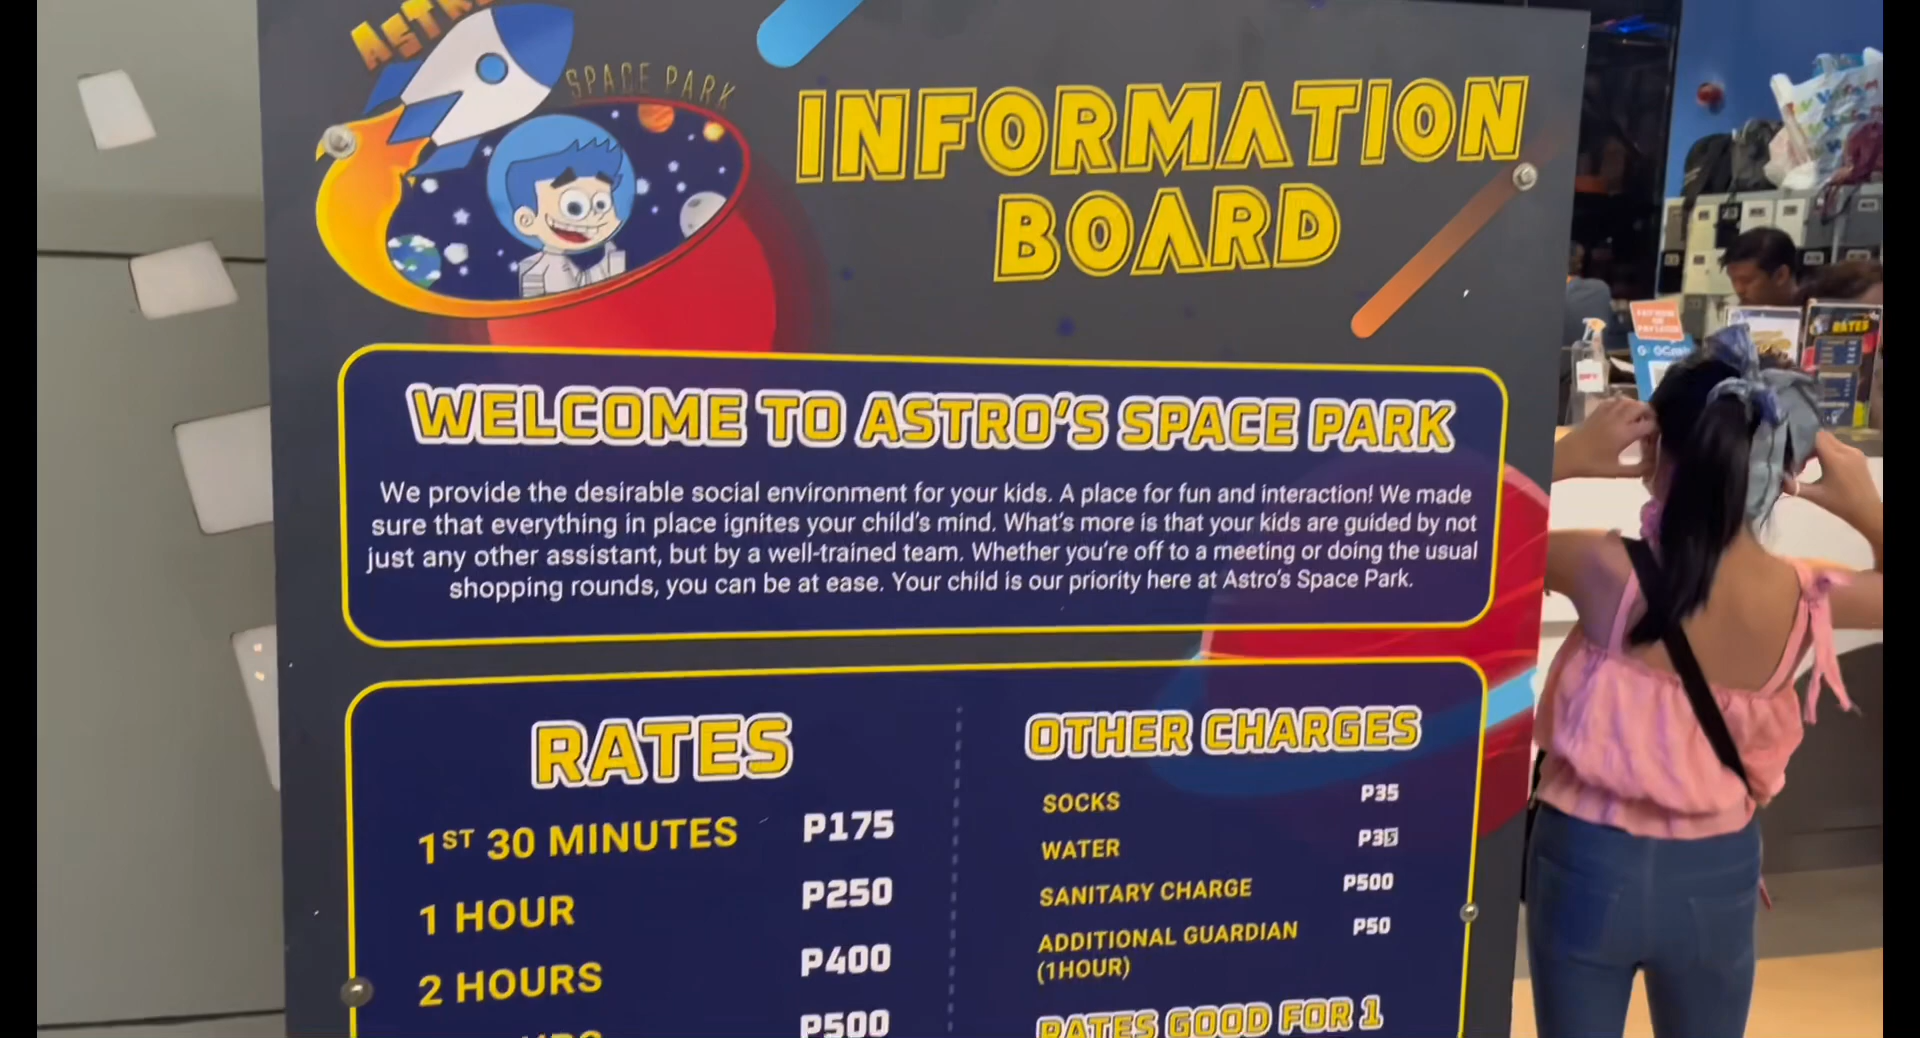 SPACE PARK
INFORMATION
BOARD
WELCOME TO ASTRO'S SPACE PARK
We provide the desirable social environment for your kids. A place for fun and interaction! We made
sure that everything in place ignites your child's mind. What's more is that your kids are guided by not
just any other assistant, but by a well-trained team. Whether you're off to a meeting or doing the usual
shopping rounds, you can be at ease. Your child is our priority here at Astro's Space Park.
RATES
1ST 30 MINUTES P175
1 HOUR P250
2 HOURS P400
P500
OTHER CHARGES
SOCKS P35
WATER P35
SANITARY CHARGE P500
ADDITIONAL GUARDIAN P50
(1HOUR)
RATES GOOD FOR 1
GCash
RATES